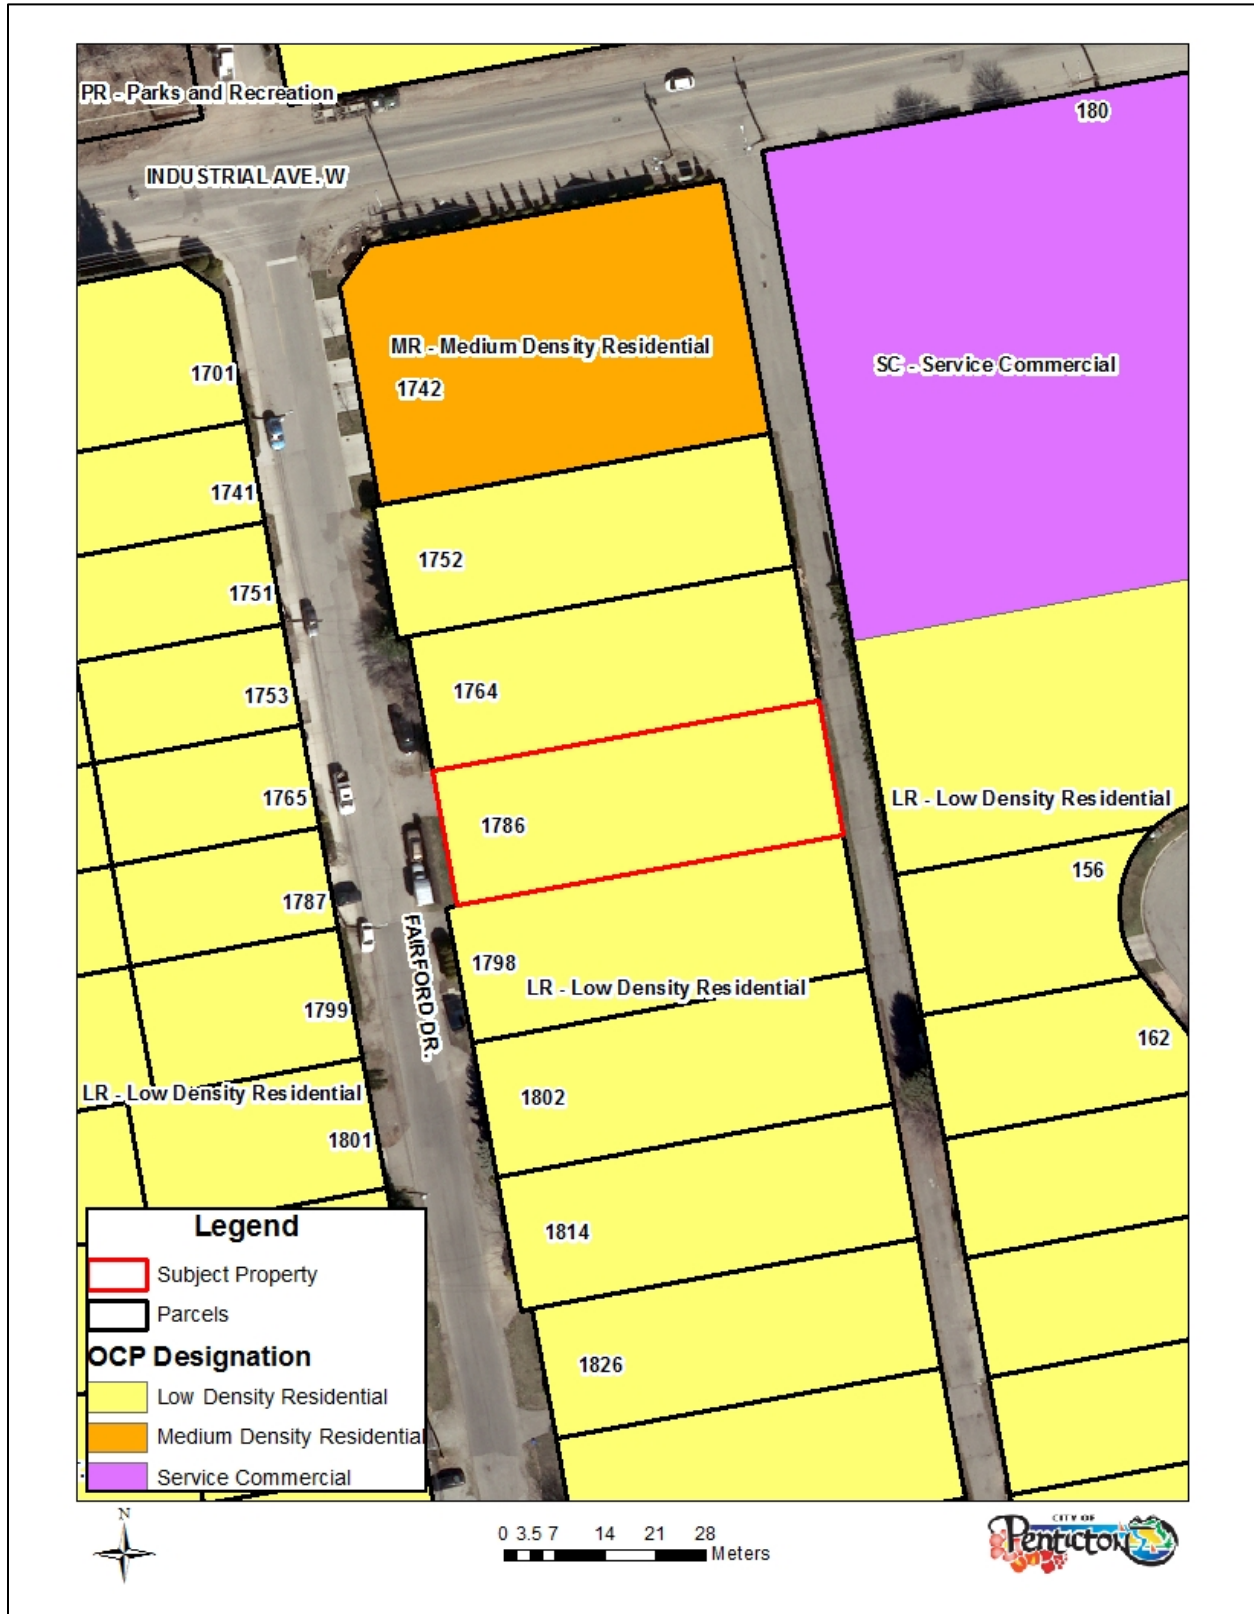 PR - Parks and Recreation
180
INDUSTRIAL AVE. W
MR - Medium Density Residential
SC - Service Commercial
1701
1742
1741
1752
1751
1764
1753
1765
LR - Low Density Residential
1786
156
1787
FAIRFORD DR.
1798
LR - Low Density Residential
1799
162
LR - Low Density Residential
1802
1801
1814
1826
Legend
Subject Property
Parcels
OCP Designation
Low Density Residential
Medium Density Residential
Service Commercial
N
0 3.5 7 14 21 28
Meters
CITY OF
Penticton